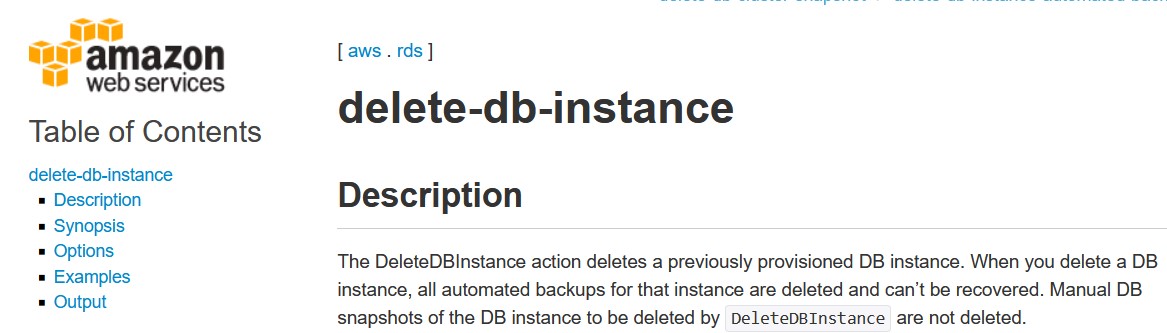 amazon
web services
Table of Contents
delete-db-instance
Description
Synopsis
Options
Examples
Output
[ aws . rds ]
delete-db-instance
Description
The DeleteDBInstance action deletes a previously provisioned DB instance. When you delete a DB
instance, all automated backups for that instance are deleted and can’t be recovered. Manual DB
snapshots of the DB instance to be deleted by DeleteDBInstance are not deleted.